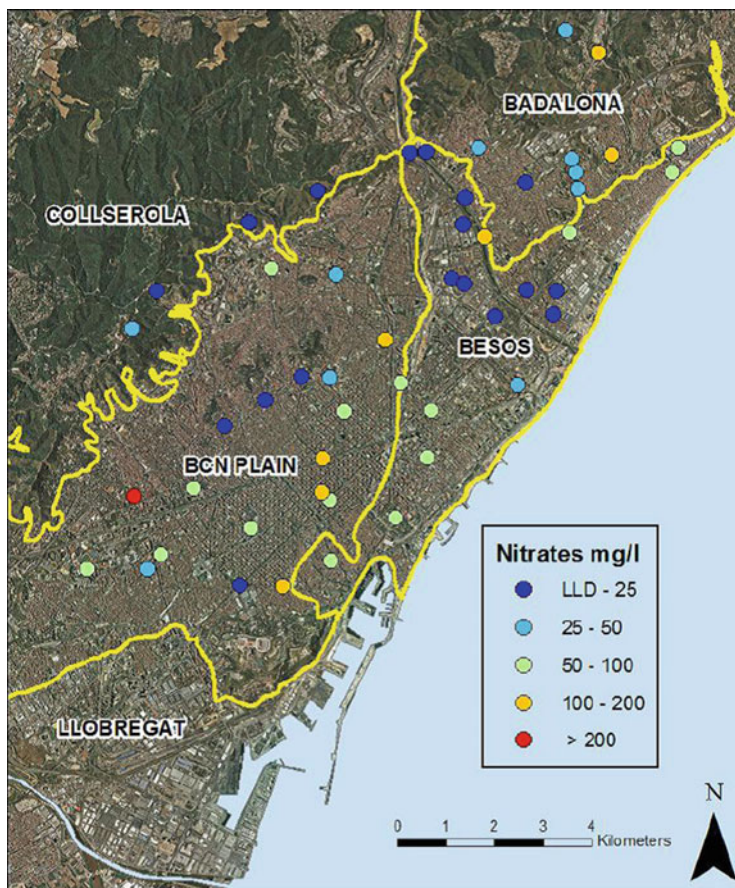 BADALONA
COLLSEROLA
BESOS
BCN PLAIN
LLOBREGAT
Nitrates mg/l
LLD - 25
25 - 50
50 - 100
100 - 200
> 200
N
0 1 2 3 4
Kilometers